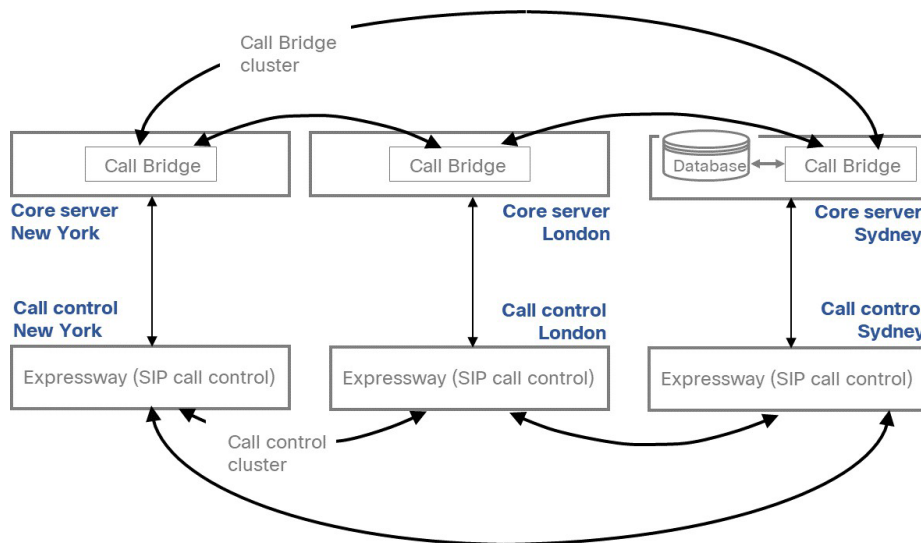 Call Bridge
cluster
Call Bridge
Call Bridge
Database
Call Bridge
Core server
New York
Core server
London
Core server
Sydney
Call control
New York
Call control
London
Call control
Sydney
Expressway (SIP call control)
Expressway (SIP call control)
Expressway (SIP call control)
Call control
cluster